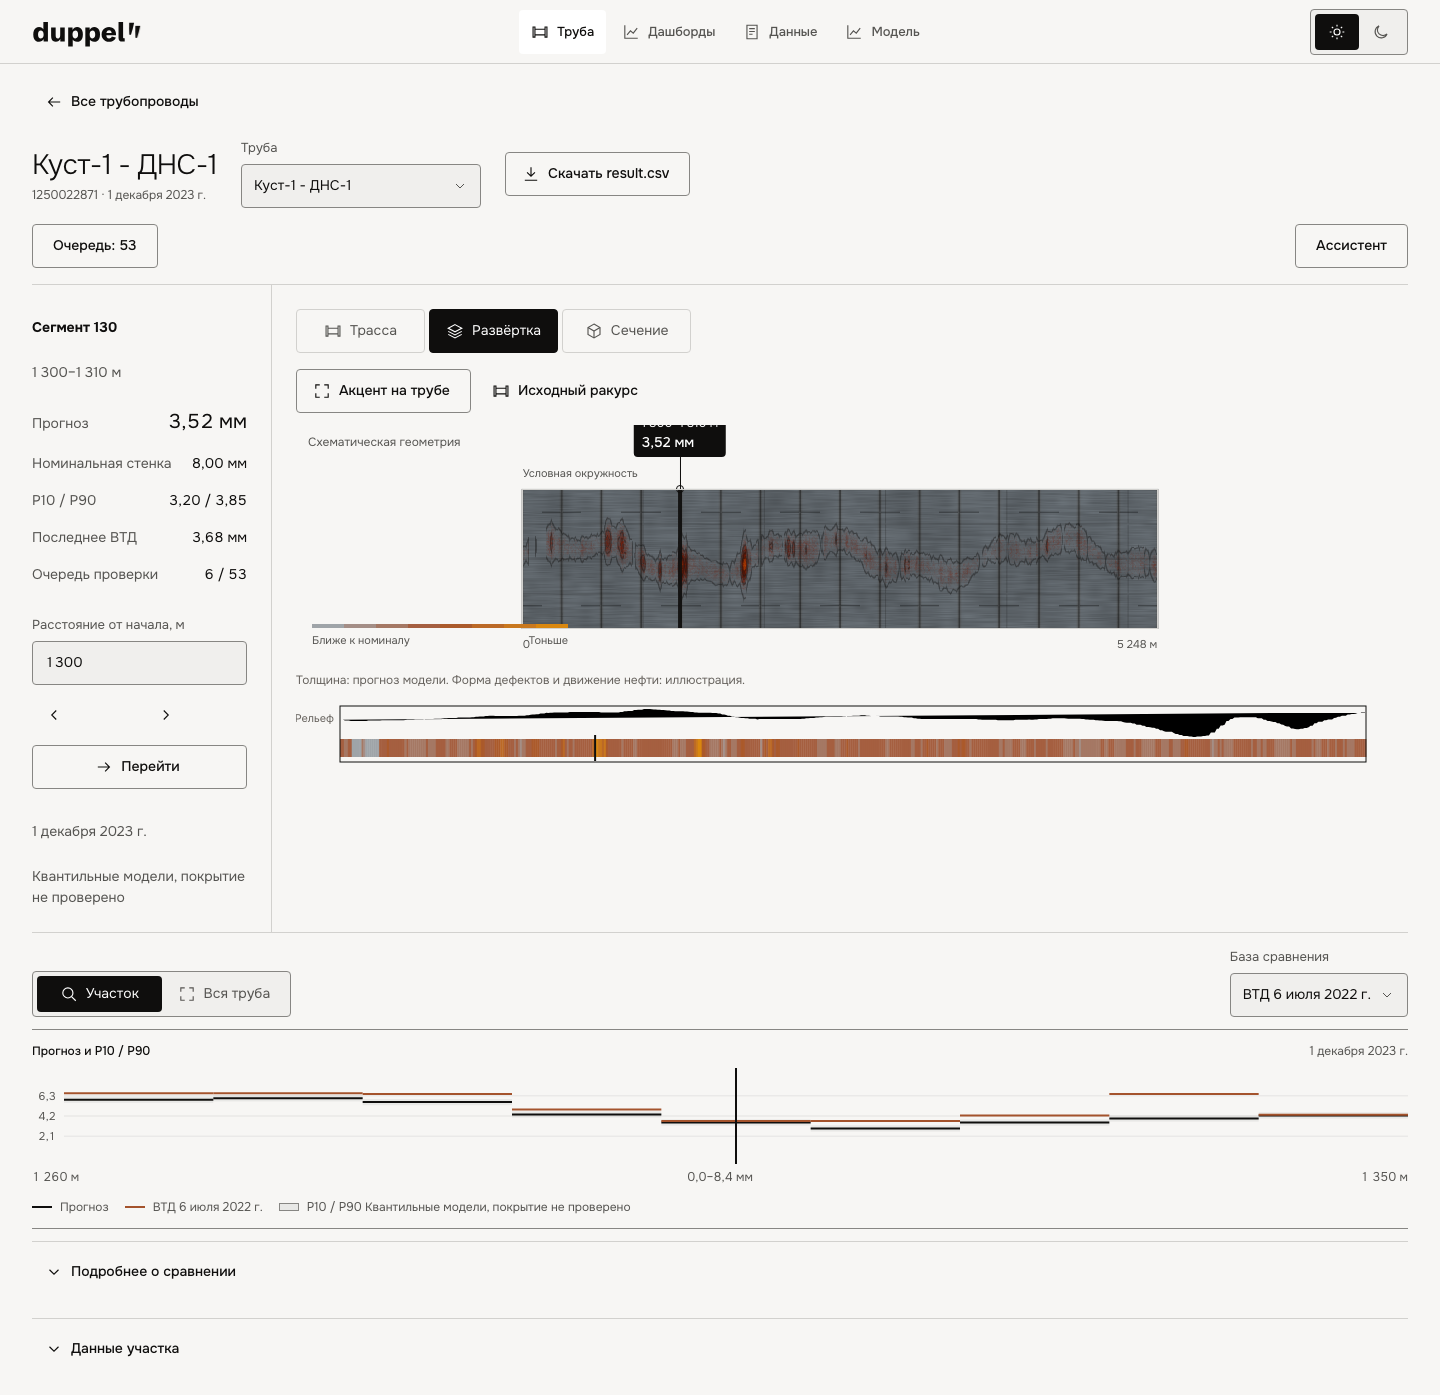 duppel
Труба
Дашборды
Данные
Модель
Все трубопроводы
Куст-1 - ДНС-1
1250022871 · 1 декабря 2023 г.
Труба
Куст-1 - ДНС-1
Скачать result.csv
Очередь: 53
Ассистент
Сегмент 130
1 300–1 310 м
Прогноз 3,52 мм
Номинальная стенка 8,00 мм
P10 / P90 3,20 / 3,85
Последнее ВТД 3,68 мм
Очередь проверки 6 / 53
Расстояние от начала, м
1 300
Перейти
1 декабря 2023 г.
Квантильные модели, покрытие
не проверено
Трасса
Развёртка
Сечение
Акцент на трубе
Исходный ракурс
Схематическая геометрия
3,52 мм
Условная окружность
Ближе к номиналу
Тоньше
0
5 248 м
Толщина: прогноз модели. Форма дефектов и движение нефти: иллюстрация.
Рельеф
Участок
Вся труба
База сравнения
ВТД 6 июля 2022 г.
Прогноз и P10 / P90
1 декабря 2023 г.
6,3
4,2
2,1
1 260 м
0,0–8,4 мм
1 350 м
Прогноз
ВТД 6 июля 2022 г.
P10 / P90 Квантильные модели, покрытие не проверено
Подробнее о сравнении
Данные участка